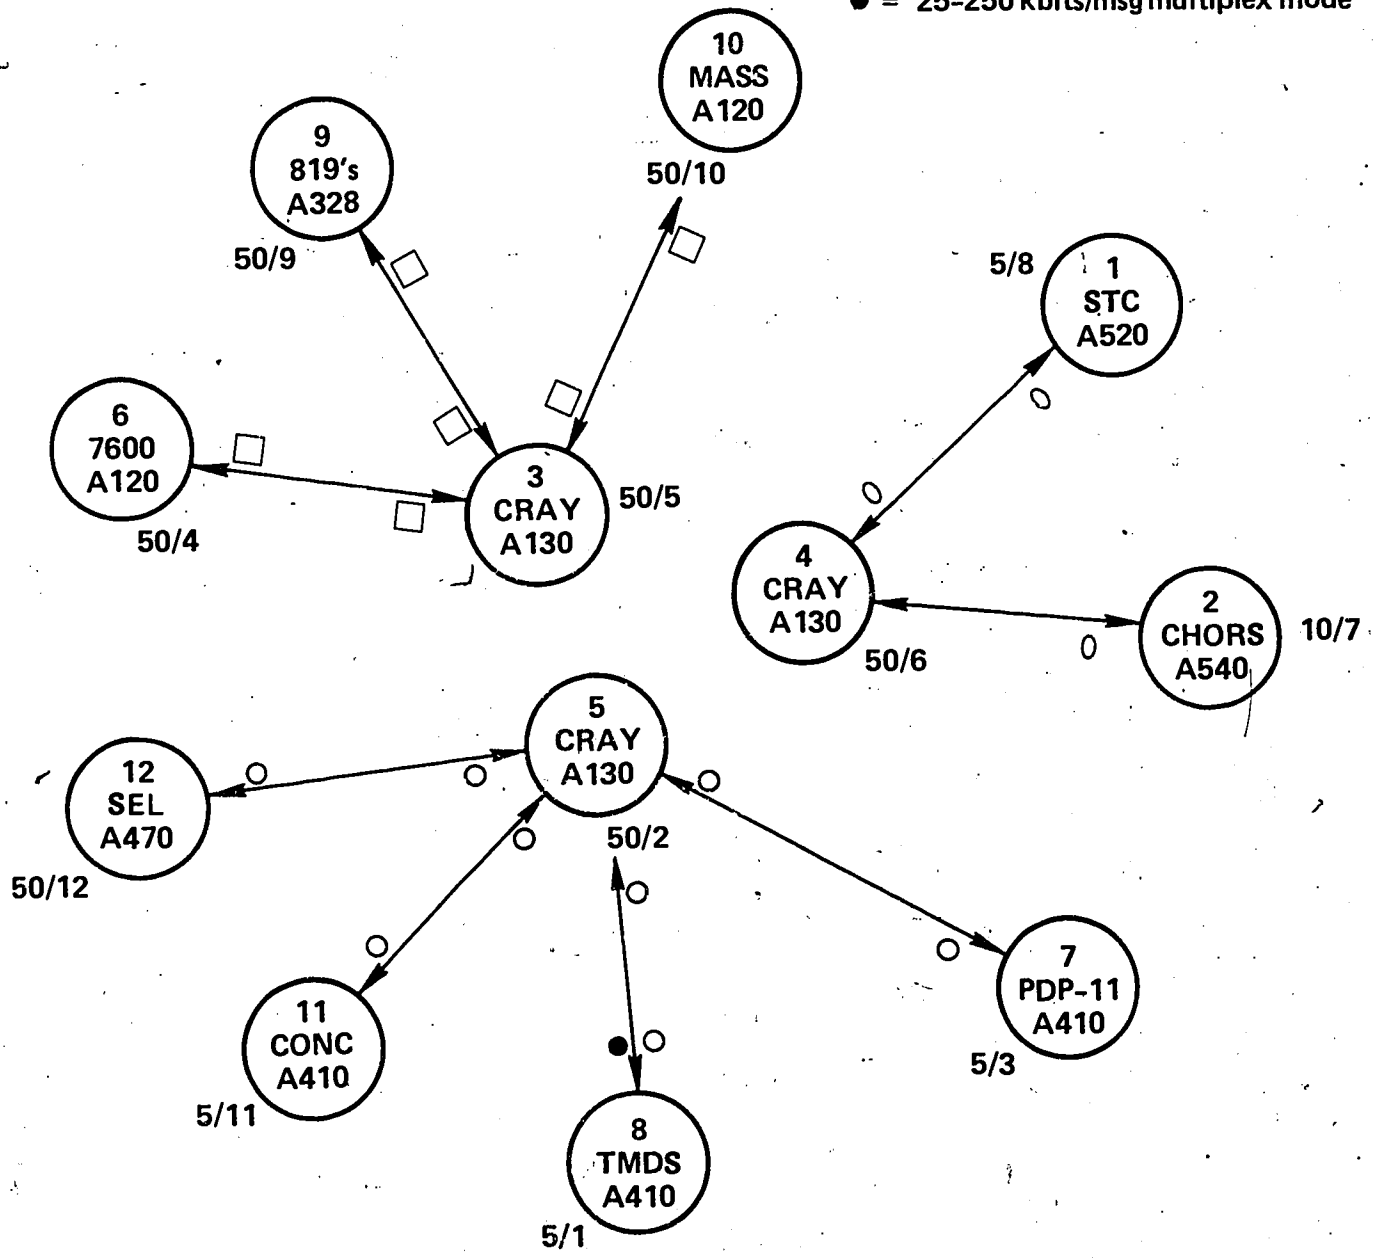 ● = 25-250 kbits/msg multiplex mode
10
MASS
A120
50/10
9
819's
A328
50/9
5/8
1
STC
A520
6
7600
A120
50/4
3
CRAY
A130
50/5
4
CRAY
A130
50/6
2
CHORS
A540
10/7
5
CRAY
A130
50/2
12
SEL
A470
50/12
11
CONC
A410
5/11
7
PDP-11
A410
5/3
8
TMDS
A410
5/1